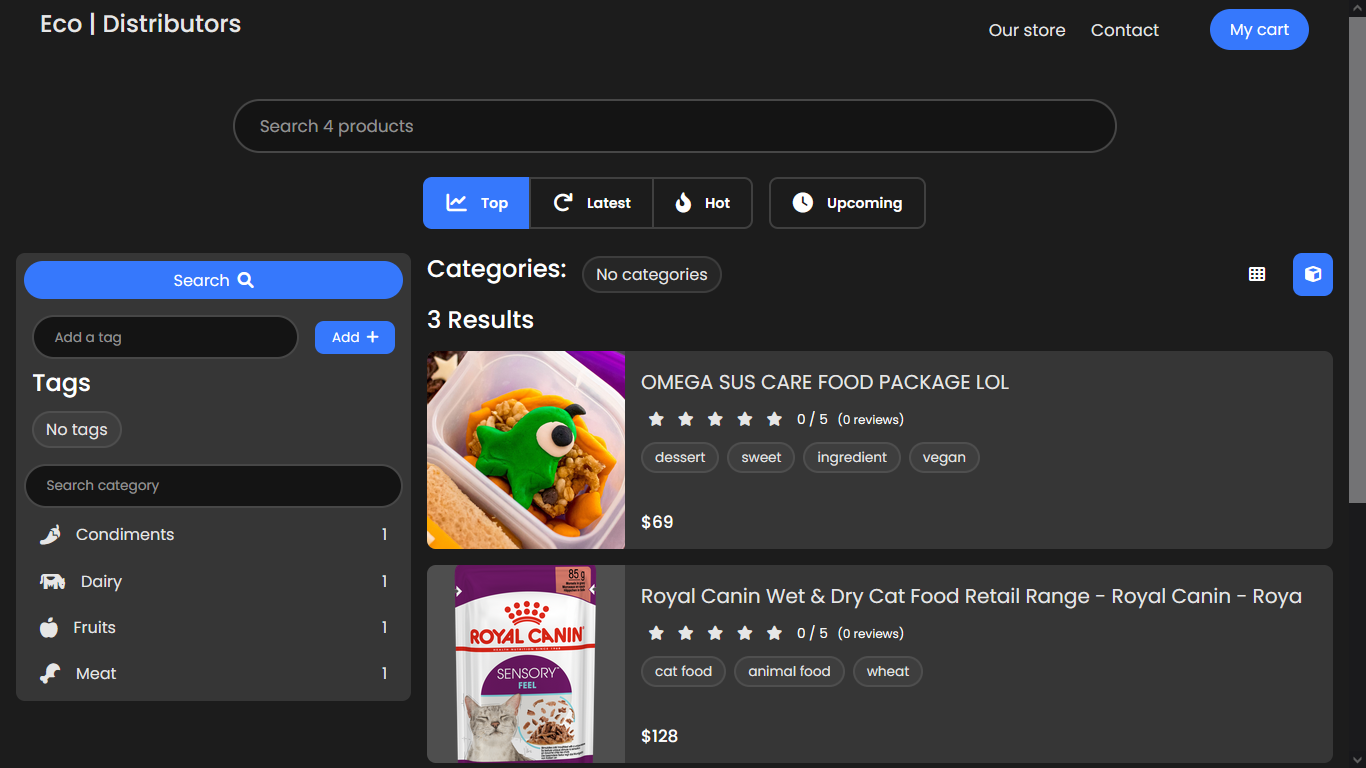 Eco | Distributors
Our store
Contact
My cart
Search 4 products
Top
Latest
Hot
Upcoming
Search
Add a tag
Add +
Tags
No tags
Search category
Condiments 1
Dairy 1
Fruits 1
Meat 1
Categories: No categories
3 Results
OMEGA SUS CARE FOOD PACKAGE LOL
0 / 5 (0 reviews)
dessert
sweet
ingredient
vegan
$69
85 g
ROYAL CANIN
SENSORY
FEEL
Royal Canin Wet & Dry Cat Food Retail Range - Royal Canin - Roya
0 / 5 (0 reviews)
cat food
animal food
wheat
$128